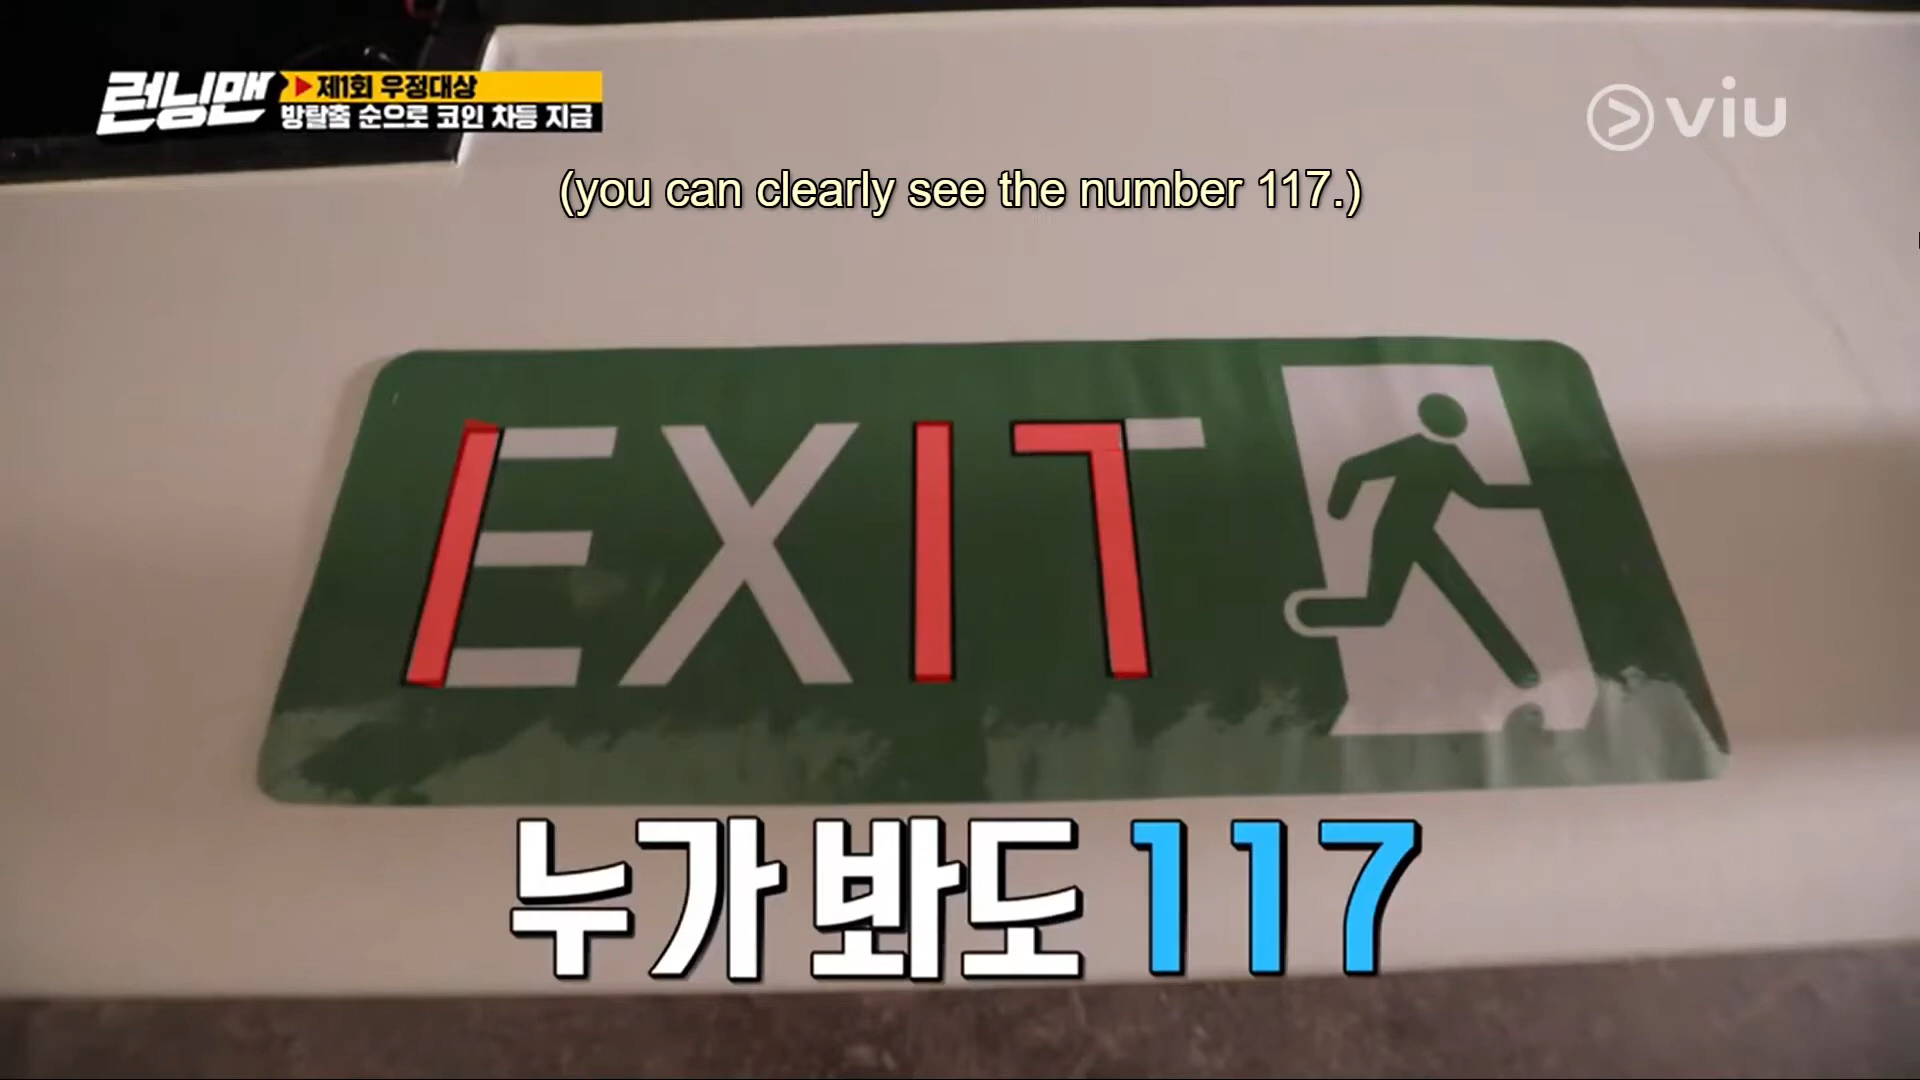 런닝맨
제1회 우정대상
방탈출 순으로 코인 차등 지급
viu
(you can clearly see the number 117.)
EXIT
누가 봐도 117